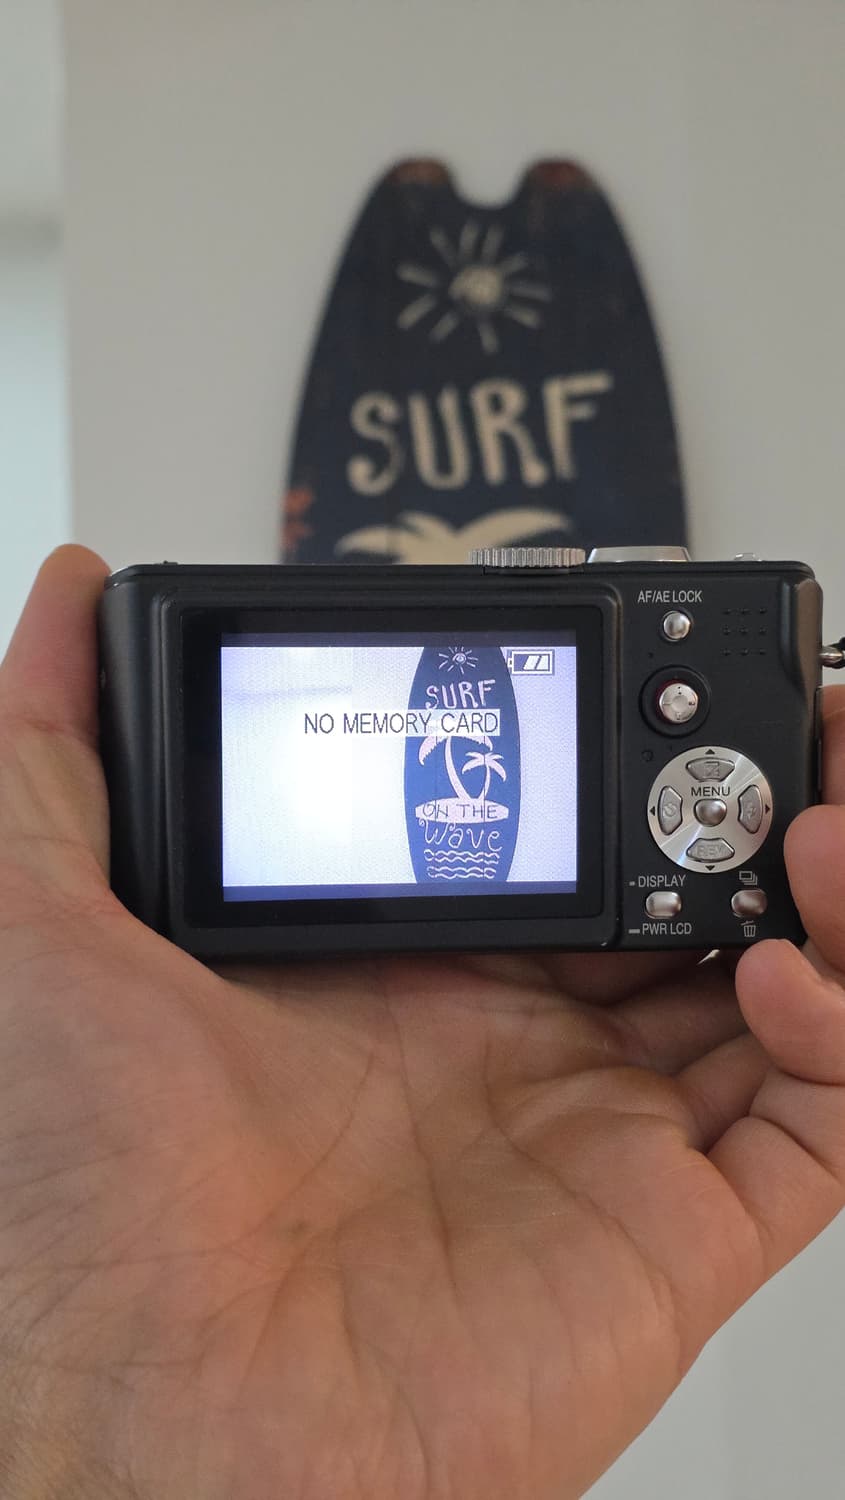 SURF
AF/AE LOCK
SURF
NO MEMORY CARD
ON THE
Wave
MENU
REV
DISPLAY
PWR LCD